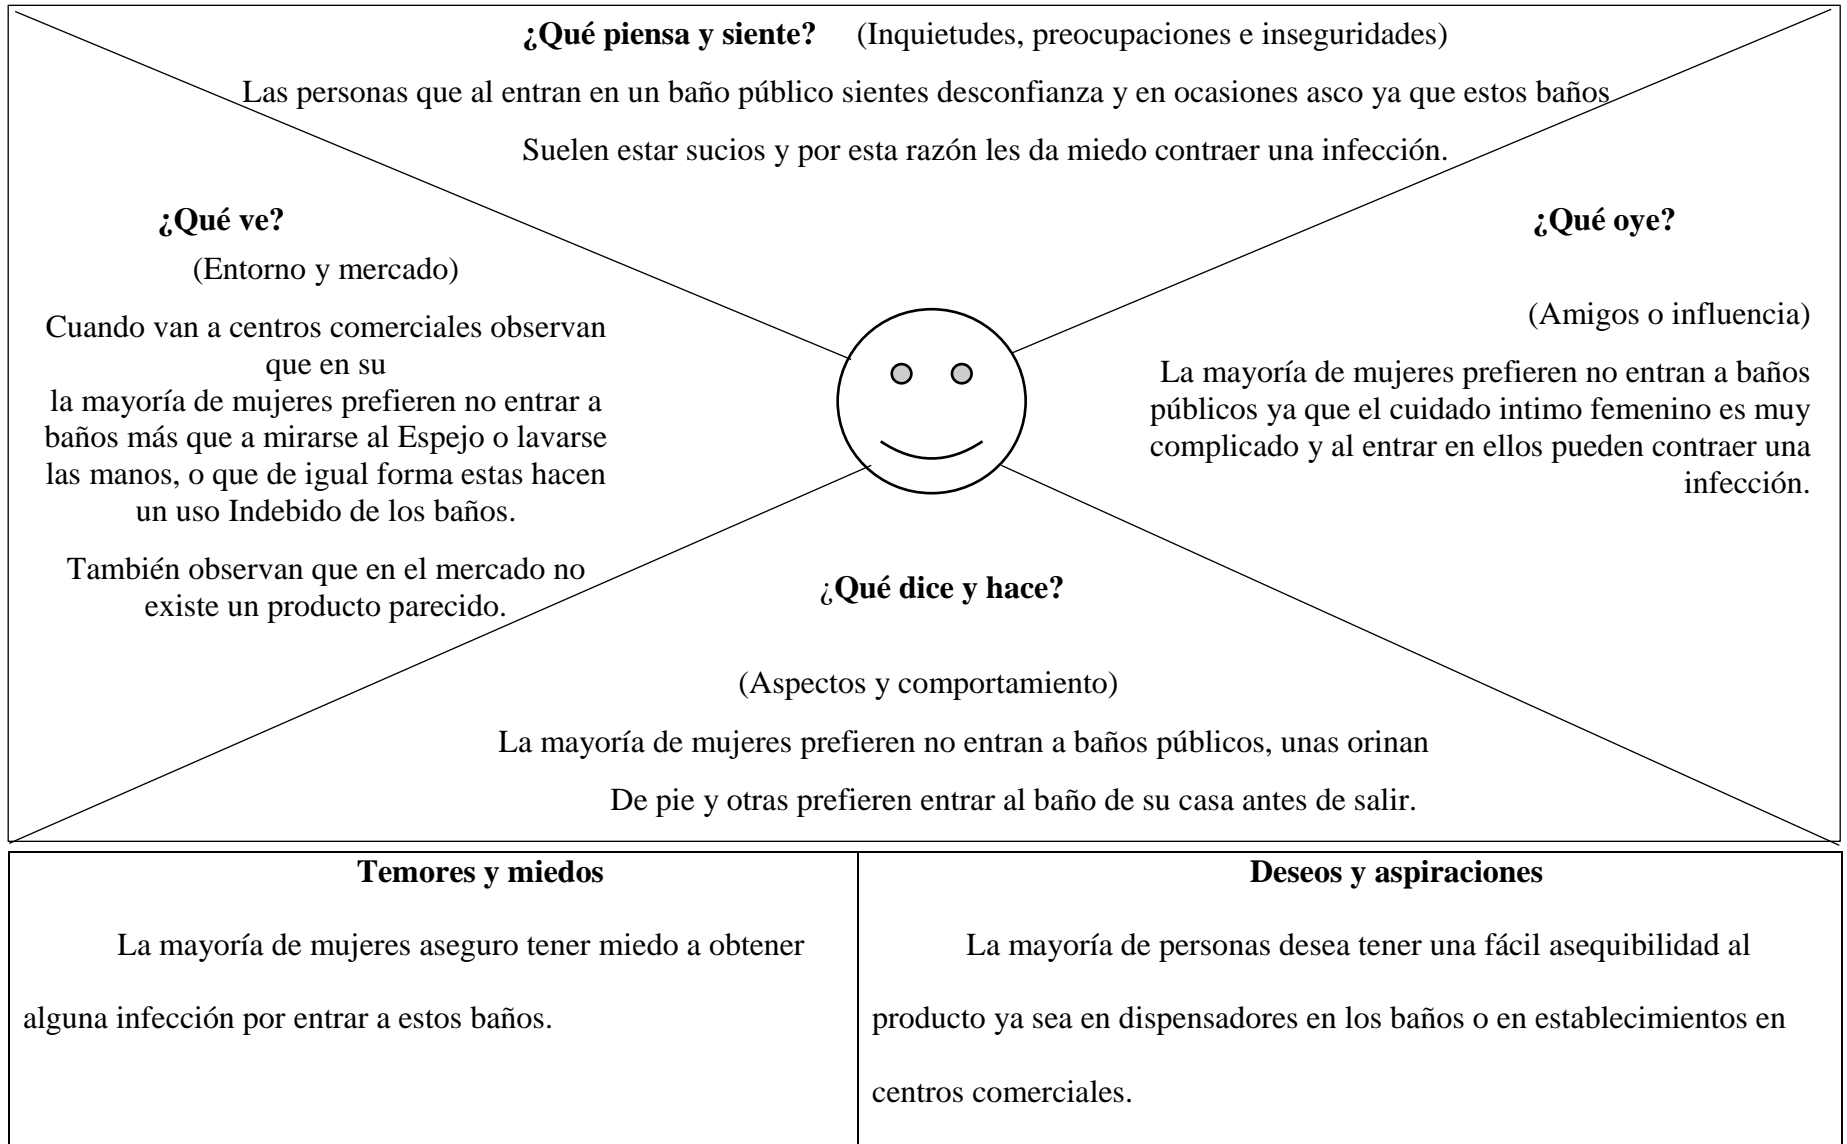 ¿Qué piensa y siente? (Inquietudes, preocupaciones e inseguridades)
Las personas que al entran en un baño público sientes desconfianza y en ocasiones asco ya que estos baños
Suelen estar sucios y por esta razón les da miedo contraer una infección.
¿Qué ve?
(Entorno y mercado)
Cuando van a centros comerciales observan
que en su
la mayoría de mujeres prefieren no entrar a
baños más que a mirarse al Espejo o lavarse
las manos, o que de igual forma estas hacen
un uso Indebido de los baños.
También observan que en el mercado no
existe un producto parecido.
¿Qué oye?
(Amigos o influencia)
La mayoría de mujeres prefieren no entran a baños
públicos ya que el cuidado intimo femenino es muy
complicado y al entrar en ellos pueden contraer una
infección.
¿Qué dice y hace?
(Aspectos y comportamiento)
La mayoría de mujeres prefieren no entran a baños públicos, unas orinan
De pie y otras prefieren entrar al baño de su casa antes de salir.
Temores y miedos
La mayoría de mujeres aseguro tener miedo a obtener
alguna infección por entrar a estos baños.
Deseos y aspiraciones
La mayoría de personas desea tener una fácil asequibilidad al
producto ya sea en dispensadores en los baños o en establecimientos en
centros comerciales.